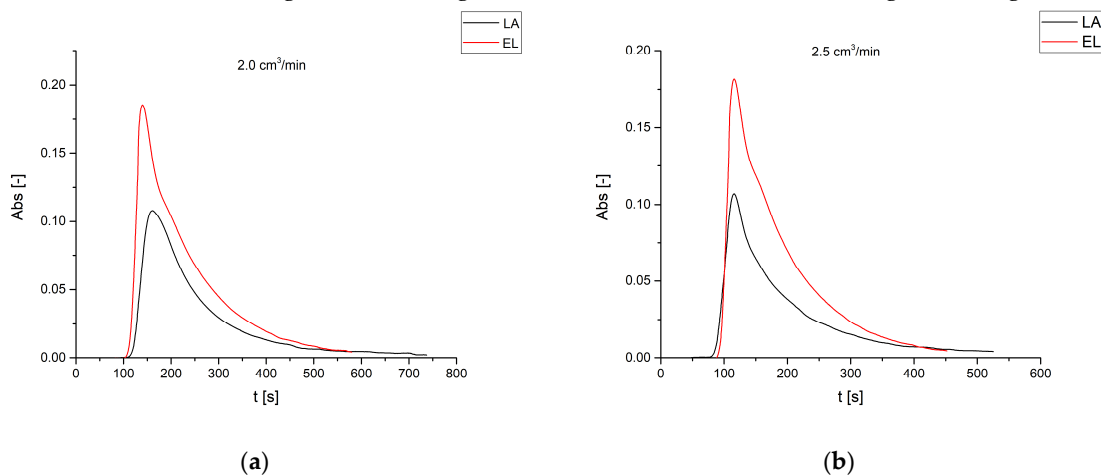 LA
EL
2.0 cm³/min
0.20
0.15
0.10
0.05
0.00
Abs [-]
0 100 200 300 400 500 600 700 800
t [s]
(a)
LA
EL
2.5 cm³/min
0.20
0.15
0.10
0.05
0.00
Abs [-]
0 100 200 300 400 500 600
t [s]
(b)